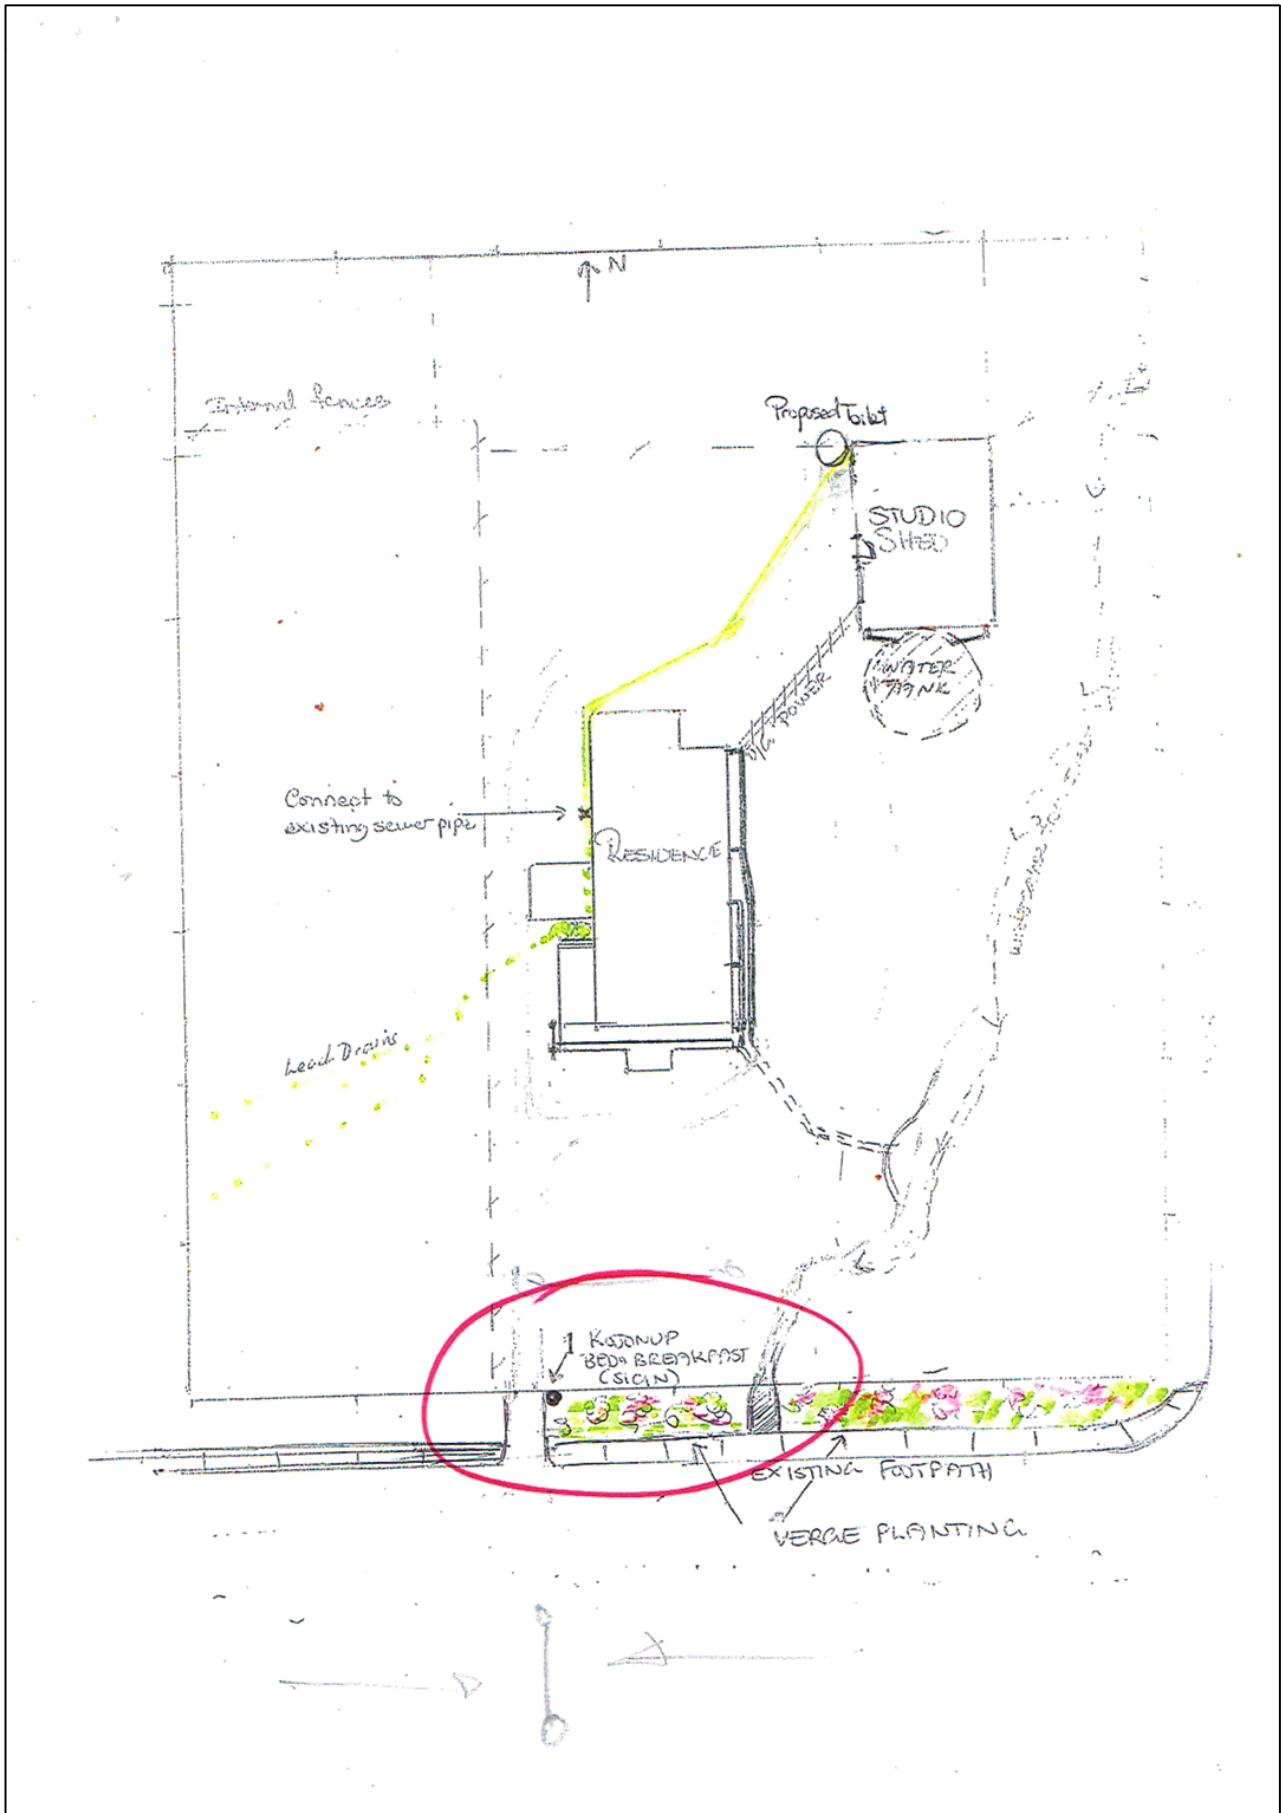 N
Internal fences
Proposed Toilet
STUDIO
SHED
WATER
TANK
U/G POWER
Connect to
existing sewer pipe
RESIDENCE
Leach Drains
1 KOJONUP
BED & BREAKFAST
(SIGN)
EXISTING FOOTPATH
VERGE PLANTING